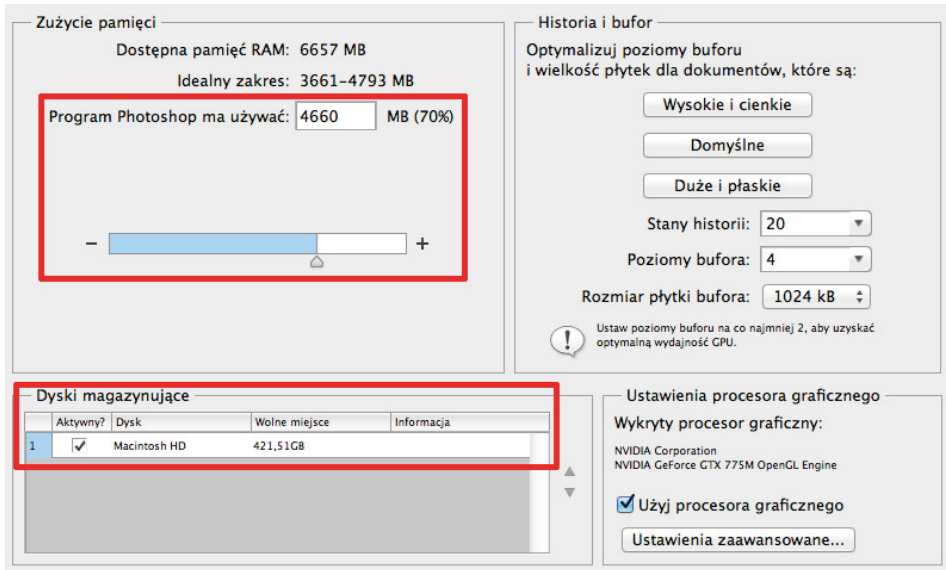 Zużycie pamięci
Dostępna pamięć RAM: 6657 MB
Idealny zakres: 3661–4793 MB
Program Photoshop ma używać: 4660 MB (70%)
− +
Historia i bufor
Optymalizuj poziomy buforu
i wielkość płytek dla dokumentów, które są:
Wysokie i cienkie
Domyślne
Duże i płaskie
Stany historii: 20
Poziomy bufora: 4
Rozmiar płytki bufora: 1024 kB
Ustaw poziomy buforu na co najmniej 2, aby uzyskać
optymalną wydajność GPU.
Dyski magazynujące
Aktywny? Dysk Wolne miejsce Informacja
1 Macintosh HD 421,51GB
Ustawienia procesora graficznego
Wykryty procesor graficzny:
NVIDIA Corporation
NVIDIA GeForce GTX 775M OpenGL Engine
Użyj procesora graficznego
Ustawienia zaawansowane...